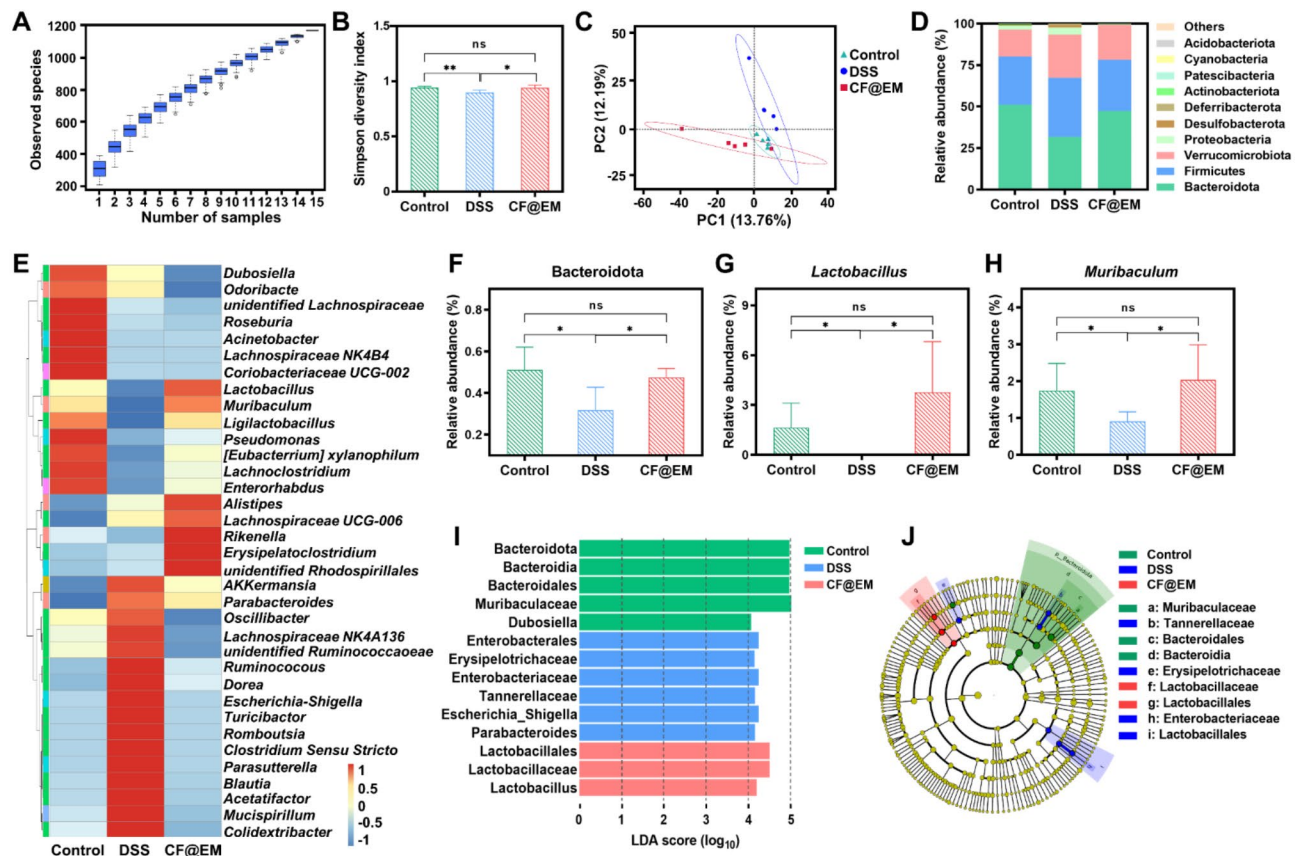 A
Observed species
1200
1000
800
600
400
200
1 2 3 4 5 6 7 8 9 10 11 12 13 14 15
Number of samples
B
Simpson diversity index
1.5
1
0.5
0
ns
** *
Control DSS CF@EM
C
PC2 (12.19%)
50
25
0
-25
-60 -40 -20 0 20 40
PC1 (13.76%)
Control
DSS
CF@EM
D
Relative abundance (%)
100
75
50
25
0
Control DSS CF@EM
Others
Acidobacteriota
Cyanobacteria
Patescibacteria
Actinobacteriota
Deferribacterota
Desulfobacterota
Proteobacteria
Verrucomicrobiota
Firmicutes
Bacteroidota
E
Dubosiella
Odoribacte
unidentified Lachnospiraceae
Roseburia
Acinetobacter
Lachnospiraceae NK4B4
Coriobacteriaceae UCG-002
Lactobacillus
Muribaculum
Ligilactobacillus
Pseudomonas
[Eubacterrium] xylanophilum
Lachnoclostridium
Enterorhabdus
Alistipes
Lachnospiraceae UCG-006
Rikenella
Erysipelatoclostridium
unidentified Rhodospirillales
AKKermansia
Parabacteroides
Oscillibacter
Lachnospiraceae NK4A136
unidentified Ruminoccaoeae
Ruminococous
Dorea
Escherichia-Shigella
Turicibactor
Romboutsia
Clostridium Sensu Stricto
Parasutterella
Blautia
Acetatifactor
Mucispirillum
Colidextribacter
Control DSS CF@EM
1
0.5
0
-0.5
-1
F
Bacteroidota
Relative abundance (%)
0.8
0.6
0.4
0.2
ns
* *
Control DSS CF@EM
G
Lactobacillus
Relative abundance (%)
9
6
3
0
ns
* *
Control DSS CF@EM
H
Muribaculum
Relative abundance (%)
4
3
2
1
0
ns
* *
Control DSS CF@EM
I
Bacteroidota
Bacteroidia
Bacteroidales
Muribaculaceae
Dubosiella
Enterobacterales
Erysipelotrichaceae
Enterobacteriaceae
Tannerellaceae
Escherichia_Shigella
Parabacteroides
Lactobacillales
Lactobacillaceae
Lactobacillus
0 1 2 3 4 5
LDA score (log10)
Control
DSS
CF@EM
J
p__Bacteroidota
Control
DSS
CF@EM
a: Muribaculaceae
b: Tannerellaceae
c: Bacteroidales
d: Bacteroidia
e: Erysipelotrichaceae
f: Lactobacillaceae
g: Lactobacillales
h: Enterobacteriaceae
i: Lactobacillales